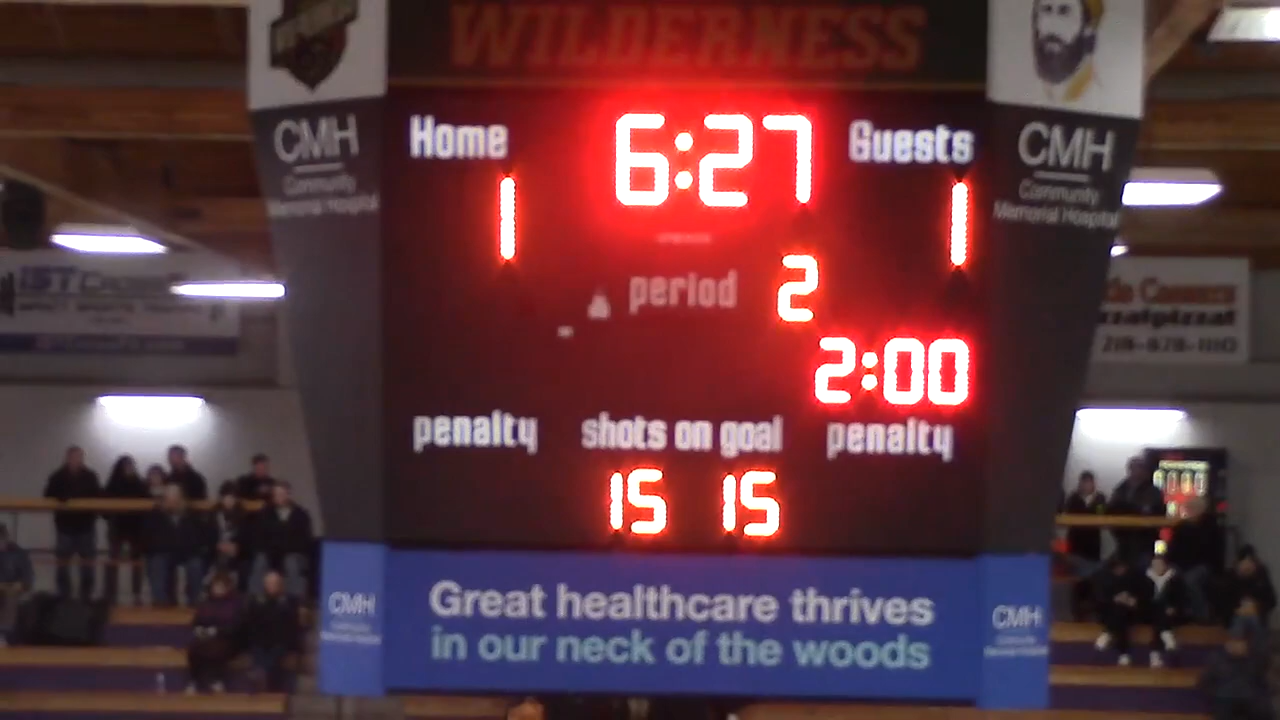 WILDERNESS
CMH
Community
Memorial Hospital
Home
6:27
Guests
CMH
Community
Memorial Hospital
1
1
period
2
2:00
penalty
shots on goal
penalty
15
15
Great healthcare thrives
in our neck of the woods
CMH
CMH